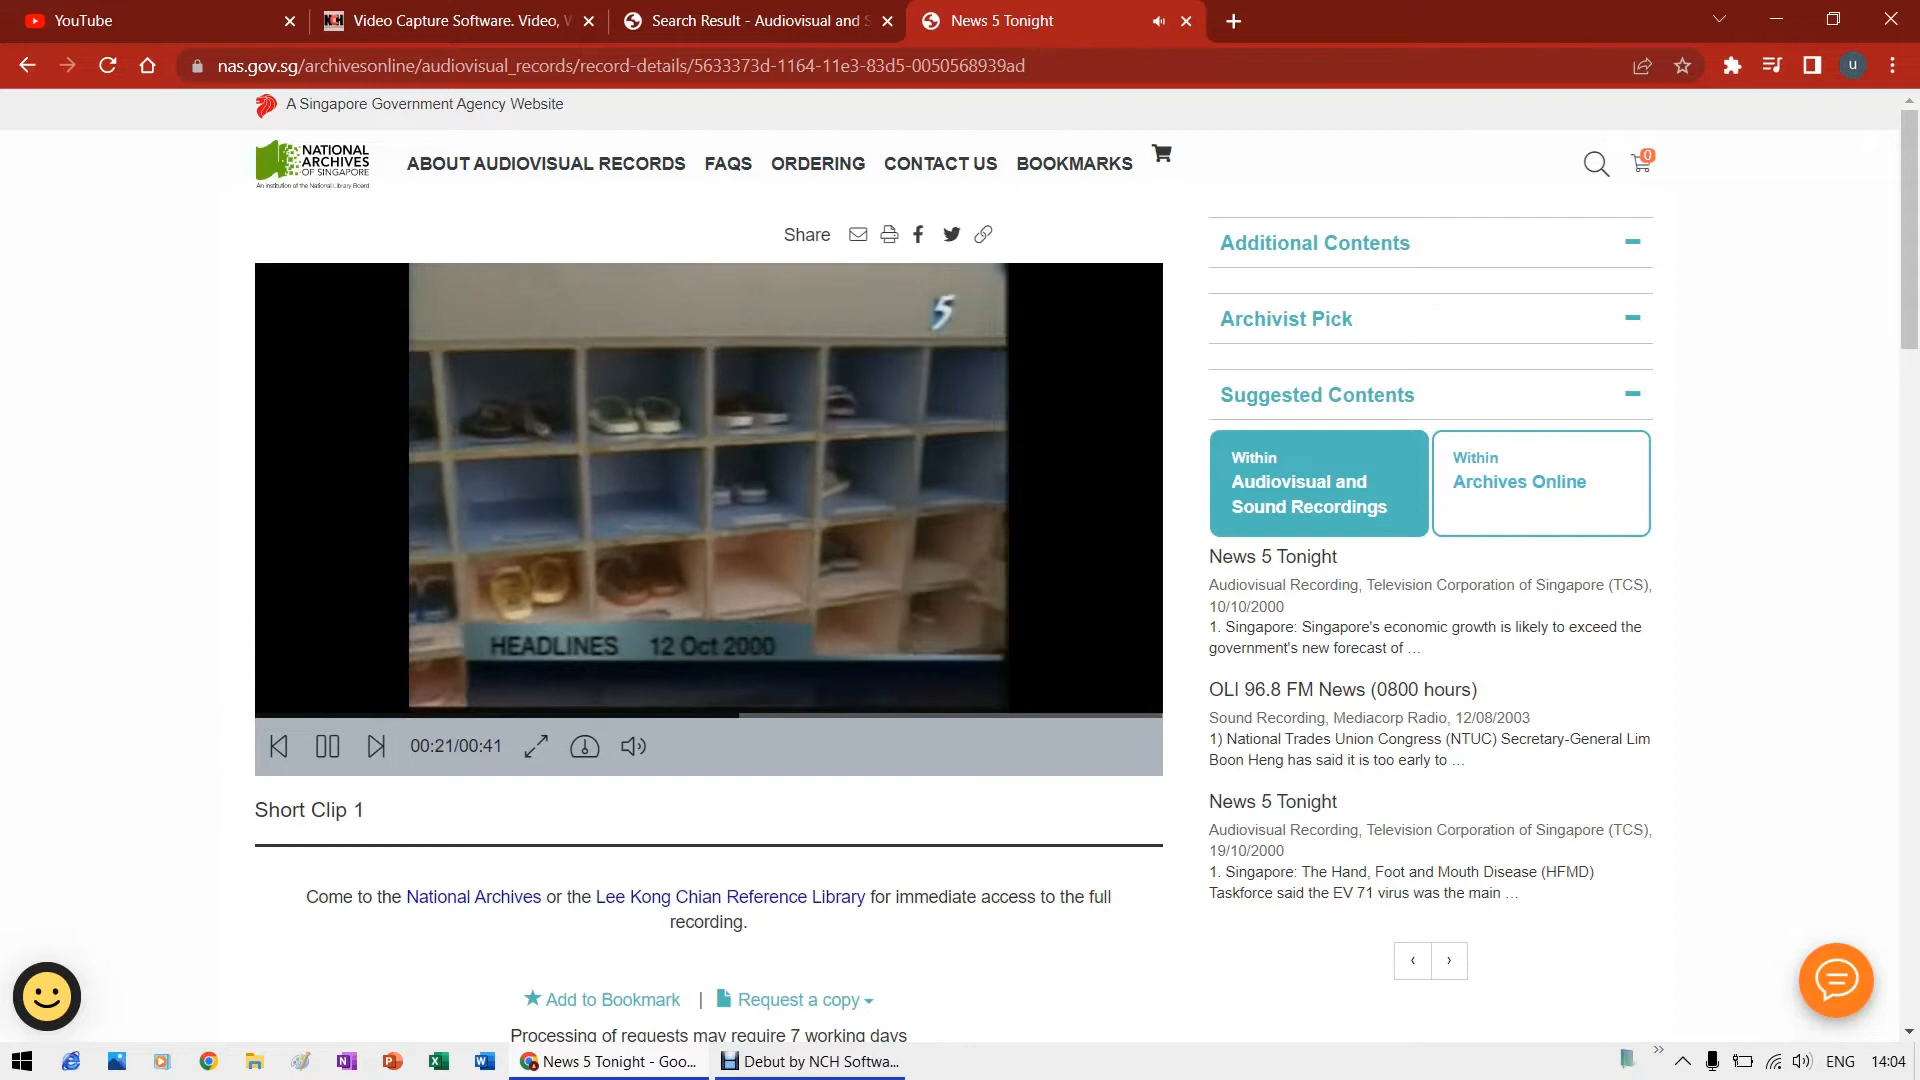 YouTube
Video Capture Software. Video, W
Search Result - Audiovisual and S
News 5 Tonight
nas.gov.sg/archivesonline/audiovisual_records/record-details/5633373d-1164-11e3-83d5-0050568939ad
u
A Singapore Government Agency Website
NATIONAL
ARCHIVES
OF SINGAPORE
An institution of the National Library Board
ABOUT AUDIOVISUAL RECORDS
FAQS
ORDERING
CONTACT US
BOOKMARKS
0
Share
5
HEADLINES 12 Oct 2000
00:21/00:41
Short Clip 1
Come to the National Archives or the Lee Kong Chian Reference Library for immediate access to the full
recording.
Add to Bookmark | Request a copy
Processing of requests may require 7 working days
Additional Contents
Archivist Pick
Suggested Contents
Within
Audiovisual and
Sound Recordings
Within
Archives Online
News 5 Tonight
Audiovisual Recording, Television Corporation of Singapore (TCS),
10/10/2000
1. Singapore: Singapore's economic growth is likely to exceed the
government's new forecast of ...
OLI 96.8 FM News (0800 hours)
Sound Recording, Mediacorp Radio, 12/08/2003
1) National Trades Union Congress (NTUC) Secretary-General Lim
Boon Heng has said it is too early to ...
News 5 Tonight
Audiovisual Recording, Television Corporation of Singapore (TCS),
19/10/2000
1. Singapore: The Hand, Foot and Mouth Disease (HFMD)
Taskforce said the EV 71 virus was the main ...
‹ ›
News 5 Tonight - Goo...
Debut by NCH Softwa...
ENG
14:04